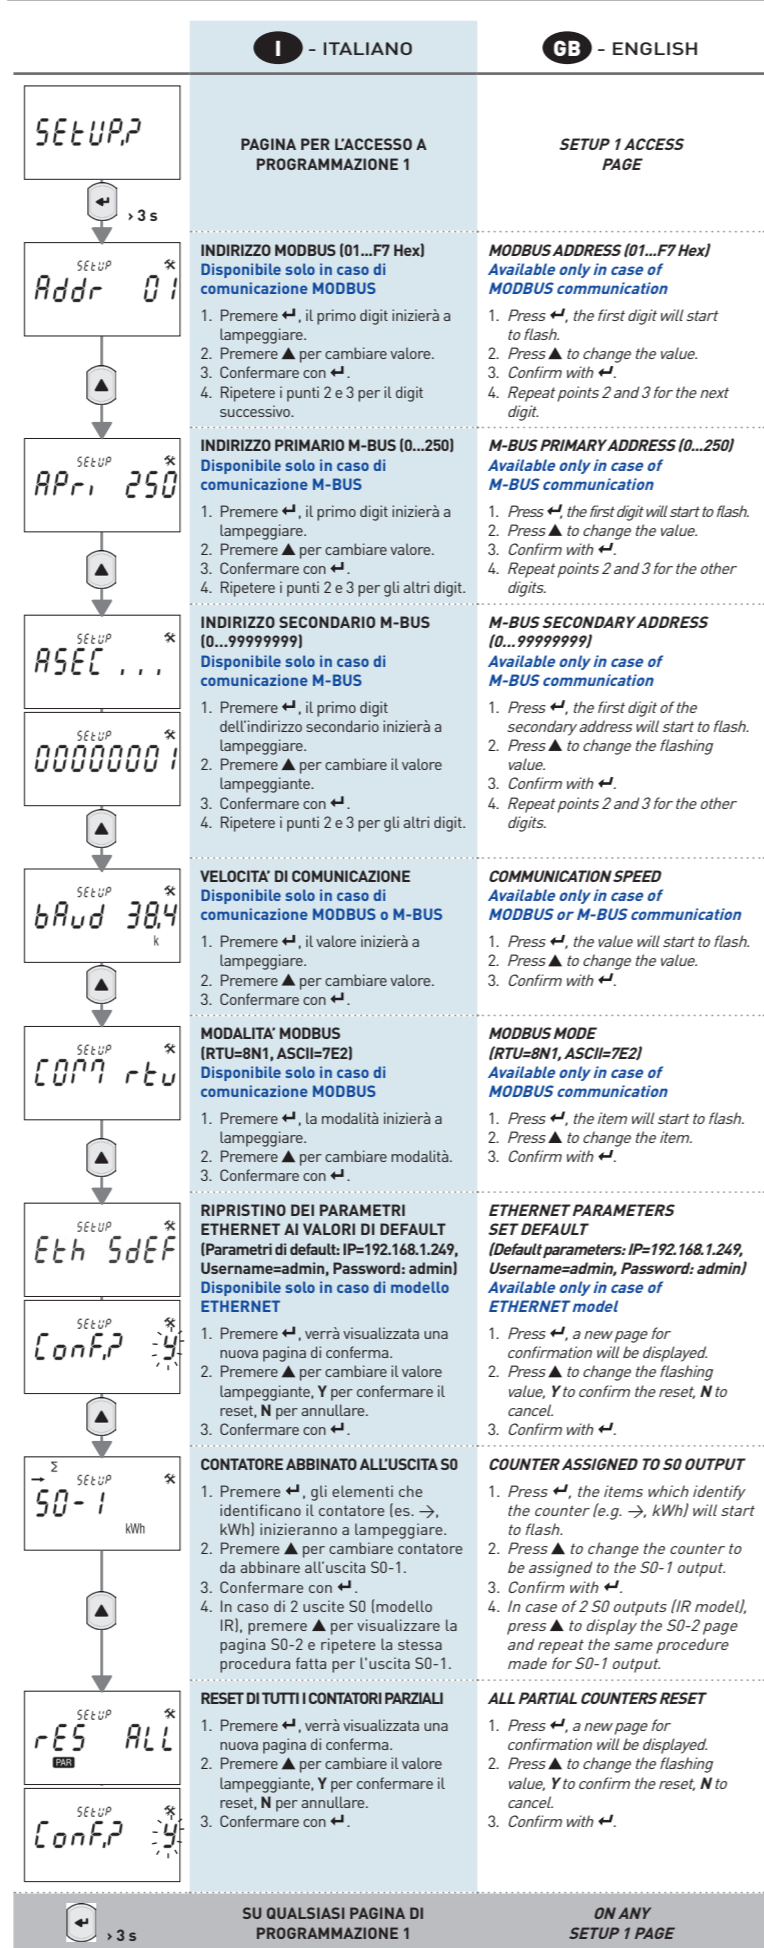 I - ITALIANO
GB - ENGLISH
SEtUP.?
PAGINA PER L'ACCESSO A
PROGRAMMAZIONE 1
SETUP 1 ACCESS
PAGE
↵ › 3 s
SEtUP
Addr 01
INDIRIZZO MODBUS (01...F7 Hex)
Disponibile solo in caso di
comunicazione MODBUS
1. Premere ↵, il primo digit inizierà a
lampeggiare.
2. Premere ▲ per cambiare valore.
3. Confermare con ↵.
4. Ripetere i punti 2 e 3 per il digit
successivo.
MODBUS ADDRESS (01...F7 Hex)
Available only in case of
MODBUS communication
1. Press ↵, the first digit will start
to flash.
2. Press ▲ to change the value.
3. Confirm with ↵.
4. Repeat points 2 and 3 for the next
digit.
▲
SEtUP
APri 250
INDIRIZZO PRIMARIO M-BUS (0...250)
Disponibile solo in caso di
comunicazione M-BUS
1. Premere ↵, il primo digit inizierà a
lampeggiare.
2. Premere ▲ per cambiare valore.
3. Confermare con ↵.
4. Ripetere i punti 2 e 3 per gli altri digit.
M-BUS PRIMARY ADDRESS (0...250)
Available only in case of
M-BUS communication
1. Press ↵, the first digit will start to flash.
2. Press ▲ to change the value.
3. Confirm with ↵.
4. Repeat points 2 and 3 for the other
digits.
▲
SEtUP
ASEC ...
SEtUP
00000001
INDIRIZZO SECONDARIO M-BUS
(0...99999999)
Disponibile solo in caso di
comunicazione M-BUS
1. Premere ↵, il primo digit
dell'indirizzo secondario inizierà a
lampeggiare.
2. Premere ▲ per cambiare il valore
lampeggiante.
3. Confermare con ↵.
4. Ripetere i punti 2 e 3 per gli altri digit.
M-BUS SECONDARY ADDRESS
(0...99999999)
Available only in case of
M-BUS communication
1. Press ↵, the first digit of the
secondary address will start to flash.
2. Press ▲ to change the flashing
value.
3. Confirm with ↵.
4. Repeat points 2 and 3 for the other
digits.
▲
SEtUP
bAud 38.4
k
VELOCITA' DI COMUNICAZIONE
Disponibile solo in caso di
comunicazione MODBUS o M-BUS
1. Premere ↵, il valore inizierà a
lampeggiare.
2. Premere ▲ per cambiare valore.
3. Confermare con ↵.
COMMUNICATION SPEED
Available only in case of
MODBUS or M-BUS communication
1. Press ↵, the value will start to flash.
2. Press ▲ to change the value.
3. Confirm with ↵.
▲
SEtUP
COM rtu
MODALITA' MODBUS
(RTU=8N1, ASCII=7E2)
Disponibile solo in caso di
comunicazione MODBUS
1. Premere ↵, la modalità inizierà a
lampeggiare.
2. Premere ▲ per cambiare modalità.
3. Confermare con ↵.
MODBUS MODE
(RTU=8N1, ASCII=7E2)
Available only in case of
MODBUS communication
1. Press ↵, the item will start to flash.
2. Press ▲ to change the item.
3. Confirm with ↵.
▲
SEtUP
Eth SdEF
SEtUP
ConF.? Y
RIPRISTINO DEI PARAMETRI
ETHERNET AI VALORI DI DEFAULT
(Parametri di default: IP=192.168.1.249,
Username=admin, Password: admin)
Disponibile solo in caso di modello
ETHERNET
1. Premere ↵, verrà visualizzata una
nuova pagina di conferma.
2. Premere ▲ per cambiare il valore
lampeggiante, Y per confermare il
reset, N per annullare.
3. Confermare con ↵.
ETHERNET PARAMETERS
SET DEFAULT
(Default parameters: IP=192.168.1.249,
Username=admin, Password: admin)
Available only in case of
ETHERNET model
1. Press ↵, a new page for
confirmation will be displayed.
2. Press ▲ to change the flashing
value, Y to confirm the reset, N to
cancel.
3. Confirm with ↵.
▲
→ Σ SEtUP
S0-1
kWh
CONTATORE ABBINATO ALL'USCITA S0
1. Premere ↵, gli elementi che
identificano il contatore (es. →,
kWh) inizieranno a lampeggiare.
2. Premere ▲ per cambiare contatore
da abbinare all'uscita S0-1.
3. Confermare con ↵.
4. In caso di 2 uscite S0 (modello
IR), premere ▲ per visualizzare la
pagina S0-2 e ripetere la stessa
procedura fatta per l'uscita S0-1.
COUNTER ASSIGNED TO S0 OUTPUT
1. Press ↵, the items which identify
the counter (e.g. →, kWh) will start
to flash.
2. Press ▲ to change the counter to
be assigned to the S0-1 output.
3. Confirm with ↵.
4. In case of 2 S0 outputs (IR model),
press ▲ to display the S0-2 page
and repeat the same procedure
made for S0-1 output.
▲
SEtUP
rES ALL
PAR
SEtUP
ConF.? Y
RESET DI TUTTI I CONTATORI PARZIALI
1. Premere ↵, verrà visualizzata una
nuova pagina di conferma.
2. Premere ▲ per cambiare il valore
lampeggiante, Y per confermare il
reset, N per annullare.
3. Confermare con ↵.
ALL PARTIAL COUNTERS RESET
1. Press ↵, a new page for
confirmation will be displayed.
2. Press ▲ to change the flashing
value, Y to confirm the reset, N to
cancel.
3. Confirm with ↵.
↵ › 3 s
SU QUALSIASI PAGINA DI
PROGRAMMAZIONE 1
ON ANY
SETUP 1 PAGE